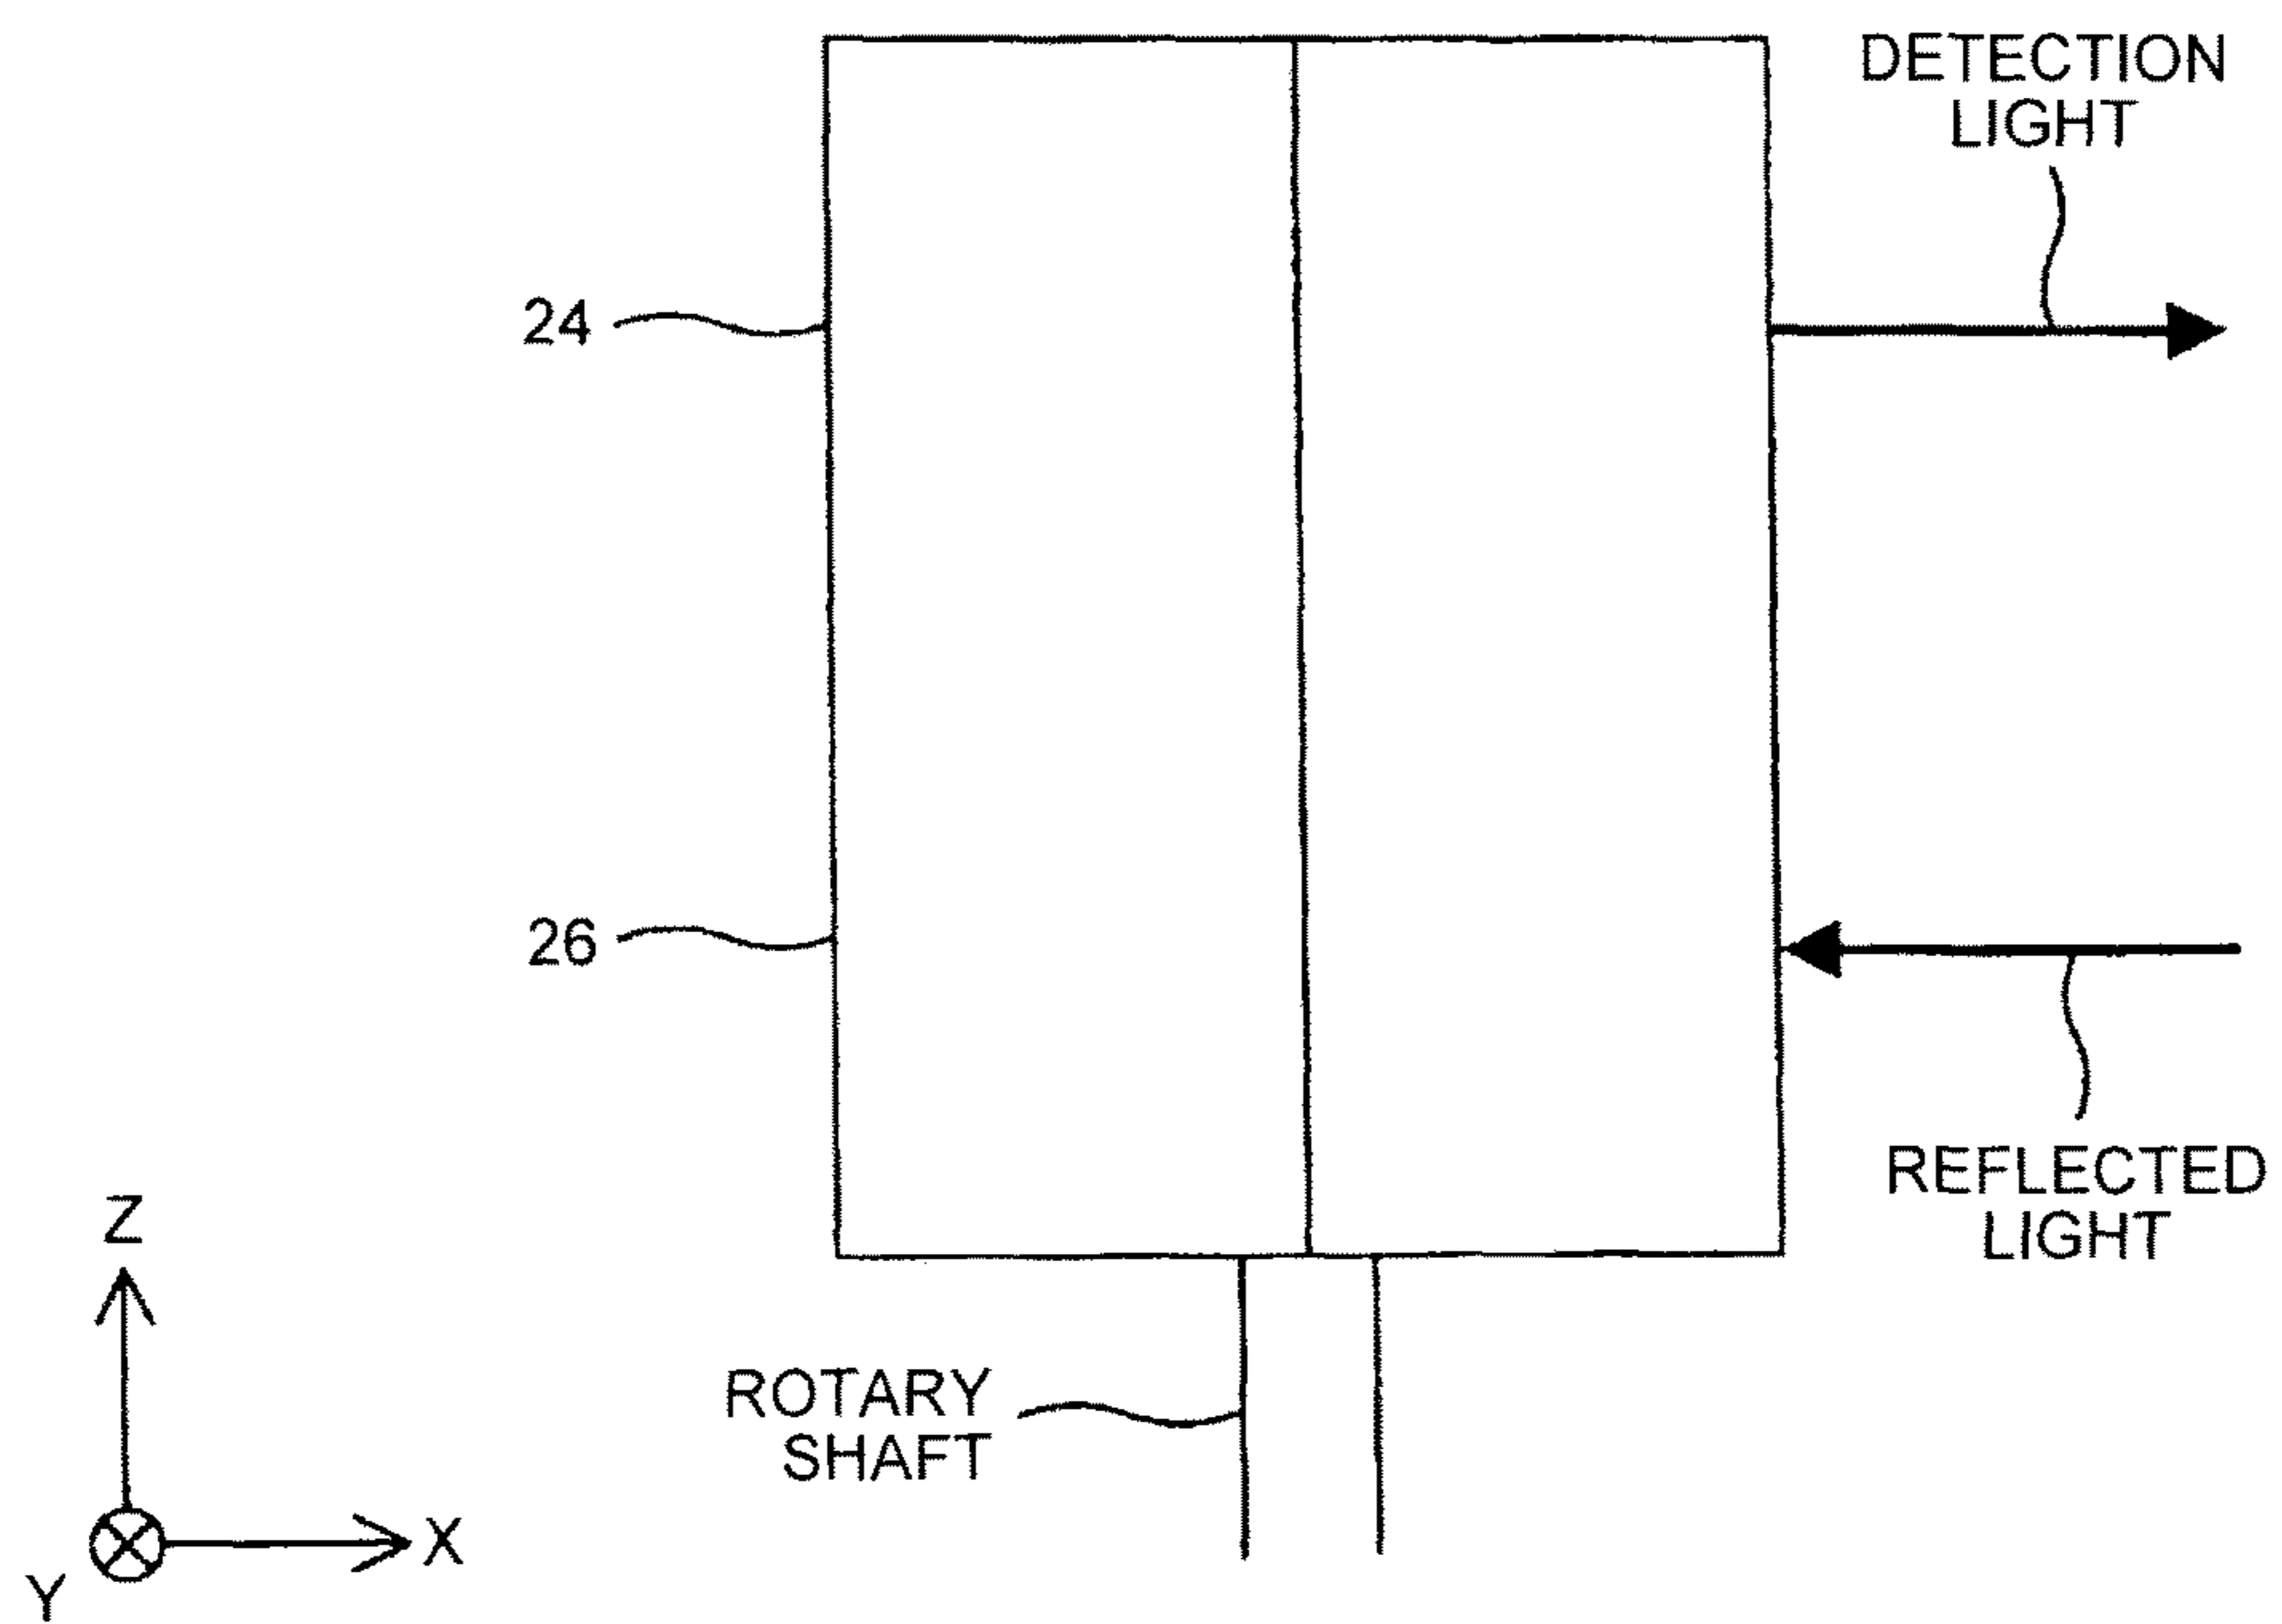 DETECTION
LIGHT
24
26
REFLECTED
LIGHT
Z
ROTARY
SHAFT
X
Y